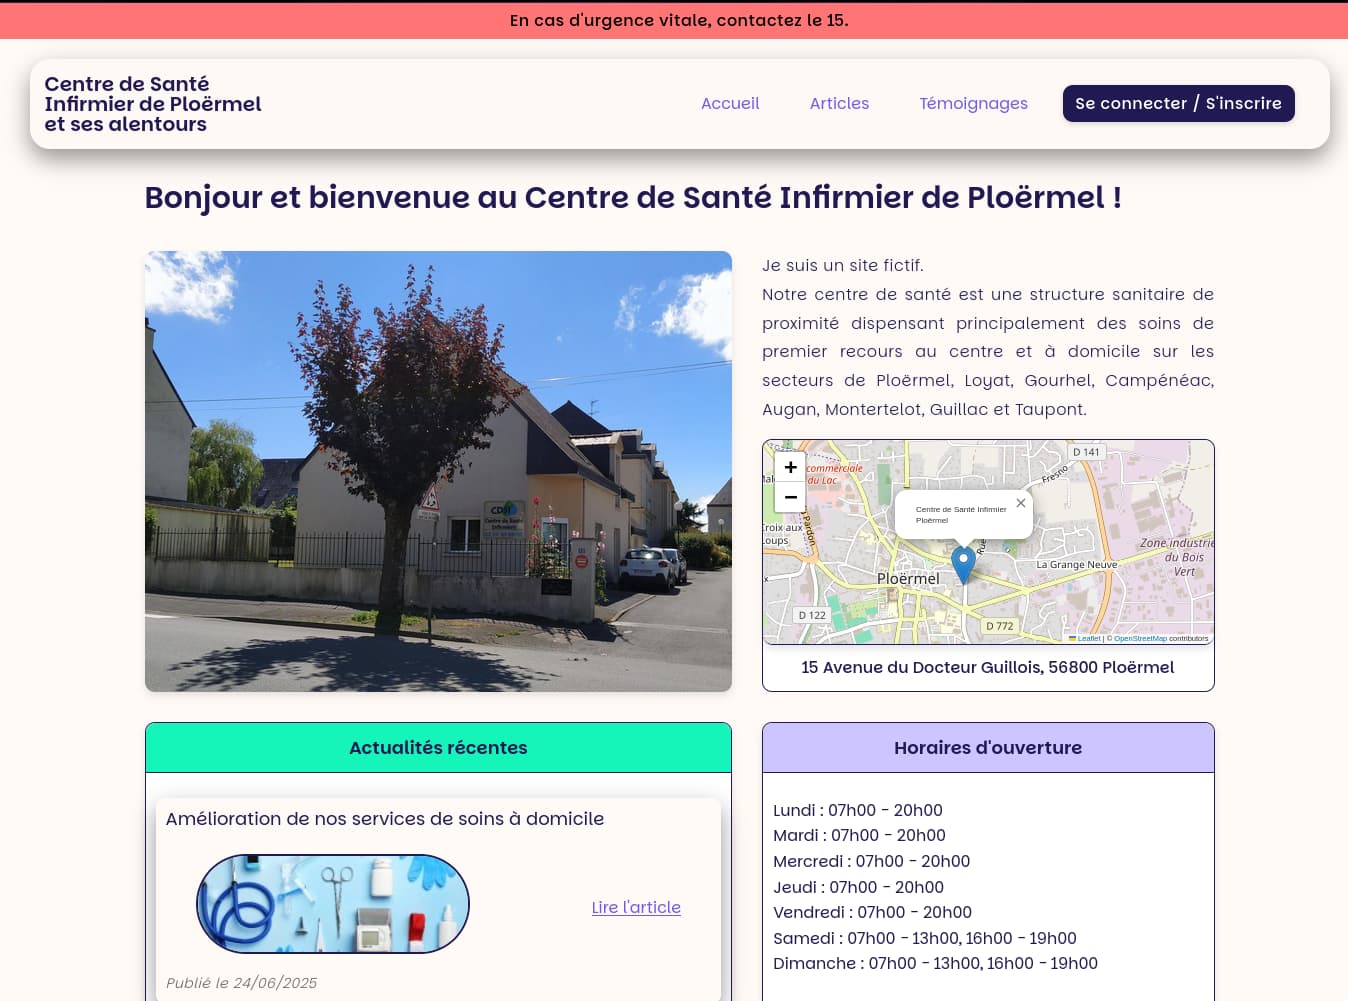 En cas d'urgence vitale, contactez le 15.
Centre de Santé
Infirmier de Ploërmel
et ses alentours
Accueil
Articles
Témoignages
Se connecter / S'inscrire
Bonjour et bienvenue au Centre de Santé Infirmier de Ploërmel !
Je suis un site fictif.
Notre centre de santé est une structure sanitaire de
proximité dispensant principalement des soins de
premier recours au centre et à domicile sur les
secteurs de Ploërmel, Loyat, Gourhel, Campénéac,
Augan, Montertelot, Guillac et Taupont.
CDSI
Centre de Santé
Infirmiers
+
−
commerciale
du Lac
D 141
Fresno
Pardon
Croix aux
Loups
Centre de Santé Infirmier
Ploërmel
×
Rue
Zone industrie
du Bois
Vert
La Grange Neuve
Ploërmel
D 122
D 772
Leaflet | © OpenStreetMap contributors
15 Avenue du Docteur Guillois, 56800 Ploërmel
Actualités récentes
Amélioration de nos services de soins à domicile
Lire l'article
Publié le 24/06/2025
Horaires d'ouverture
Lundi : 07h00 - 20h00
Mardi : 07h00 - 20h00
Mercredi : 07h00 - 20h00
Jeudi : 07h00 - 20h00
Vendredi : 07h00 - 20h00
Samedi : 07h00 - 13h00, 16h00 - 19h00
Dimanche : 07h00 - 13h00, 16h00 - 19h00